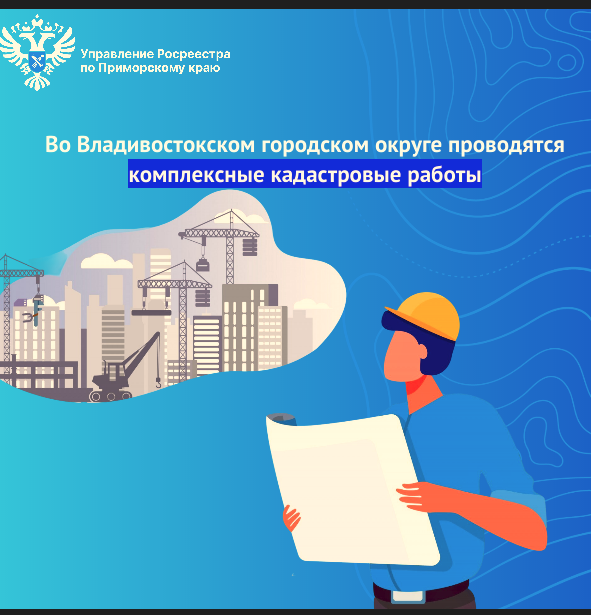 Управление Росреестра
по Приморскому краю
Во Владивостокском городском округе проводятся
комплексные кадастровые работы